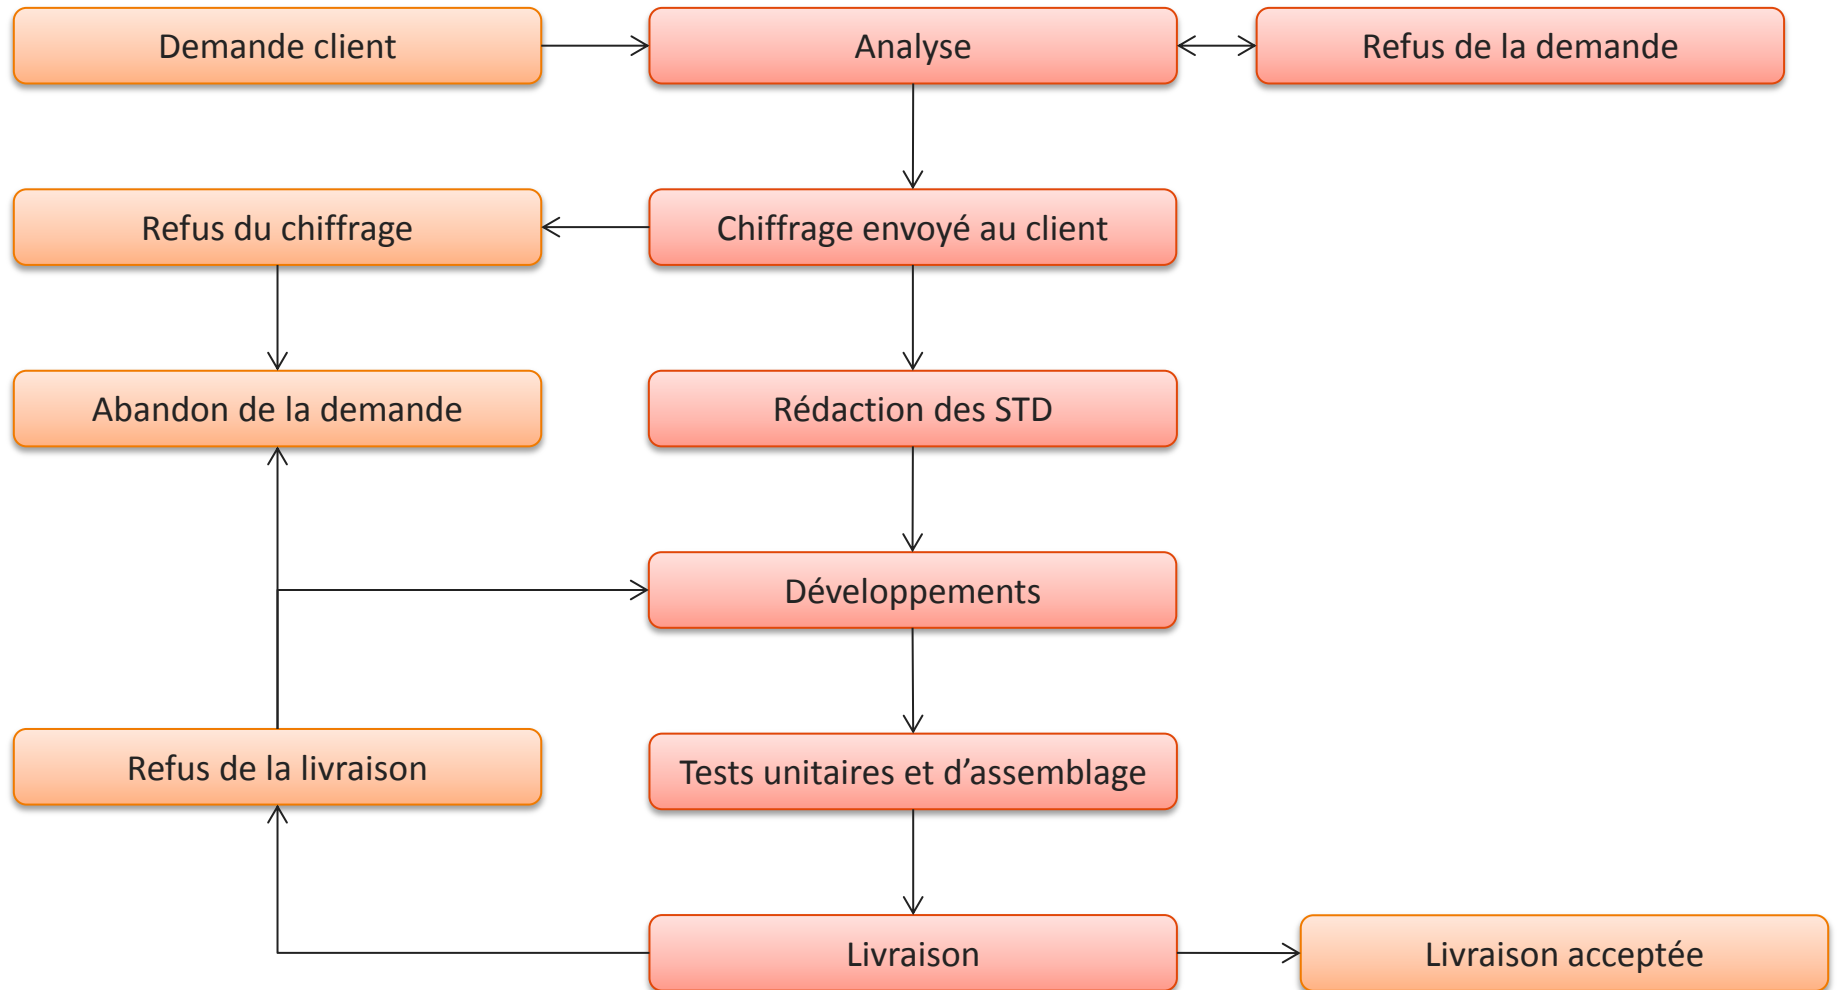 Demande client
Analyse
Refus de la demande
Refus du chiffrage
Chiffrage envoyé au client
Abandon de la demande
Rédaction des STD
Développements
Refus de la livraison
Tests unitaires et d’assemblage
Livraison
Livraison acceptée